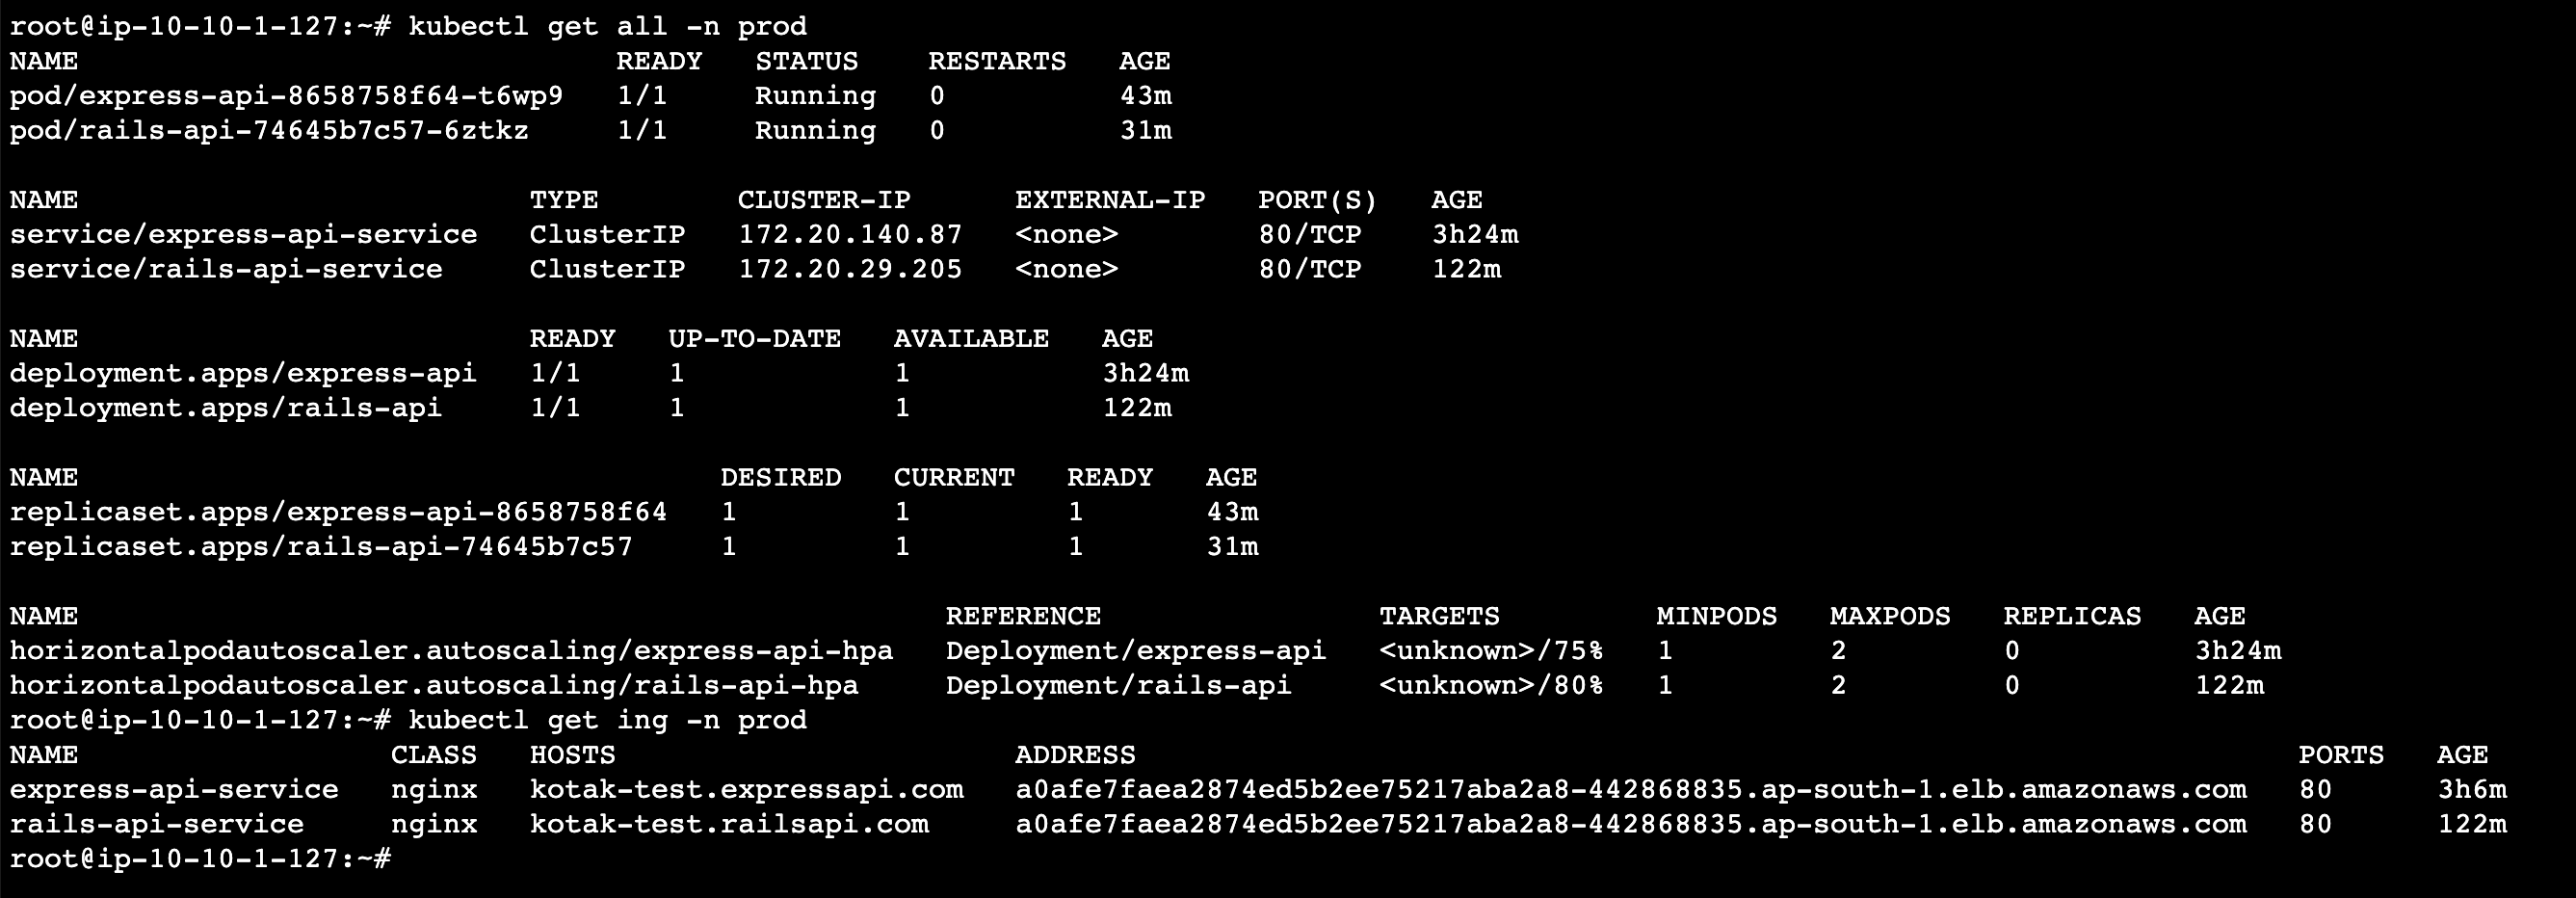 root@ip-10-10-1-127:~# kubectl get all -n prod
NAME                               READY   STATUS    RESTARTS   AGE
pod/express-api-8658758f64-t6wp9   1/1     Running   0          43m
pod/rails-api-74645b7c57-6ztkz     1/1     Running   0          31m

NAME                          TYPE        CLUSTER-IP      EXTERNAL-IP   PORT(S)   AGE
service/express-api-service   ClusterIP   172.20.140.87   <none>        80/TCP    3h24m
service/rails-api-service     ClusterIP   172.20.29.205   <none>        80/TCP    122m

NAME                          READY   UP-TO-DATE   AVAILABLE   AGE
deployment.apps/express-api   1/1     1            1           3h24m
deployment.apps/rails-api     1/1     1            1           122m

NAME                                     DESIRED   CURRENT   READY   AGE
replicaset.apps/express-api-8658758f64   1         1         1       43m
replicaset.apps/rails-api-74645b7c57     1         1         1       31m

NAME                                                  REFERENCE                TARGETS         MINPODS   MAXPODS   REPLICAS   AGE
horizontalpodautoscaler.autoscaling/express-api-hpa   Deployment/express-api   <unknown>/75%   1         2         0          3h24m
horizontalpodautoscaler.autoscaling/rails-api-hpa     Deployment/rails-api     <unknown>/80%   1         2         0          122m
root@ip-10-10-1-127:~# kubectl get ing -n prod
NAME                  CLASS   HOSTS                       ADDRESS                                                                    PORTS   AGE
express-api-service   nginx   kotak-test.expressapi.com   a0afe7faea2874ed5b2ee75217aba2a8-442868835.ap-south-1.elb.amazonaws.com   80      3h6m
rails-api-service     nginx   kotak-test.railsapi.com     a0afe7faea2874ed5b2ee75217aba2a8-442868835.ap-south-1.elb.amazonaws.com   80      122m
root@ip-10-10-1-127:~#